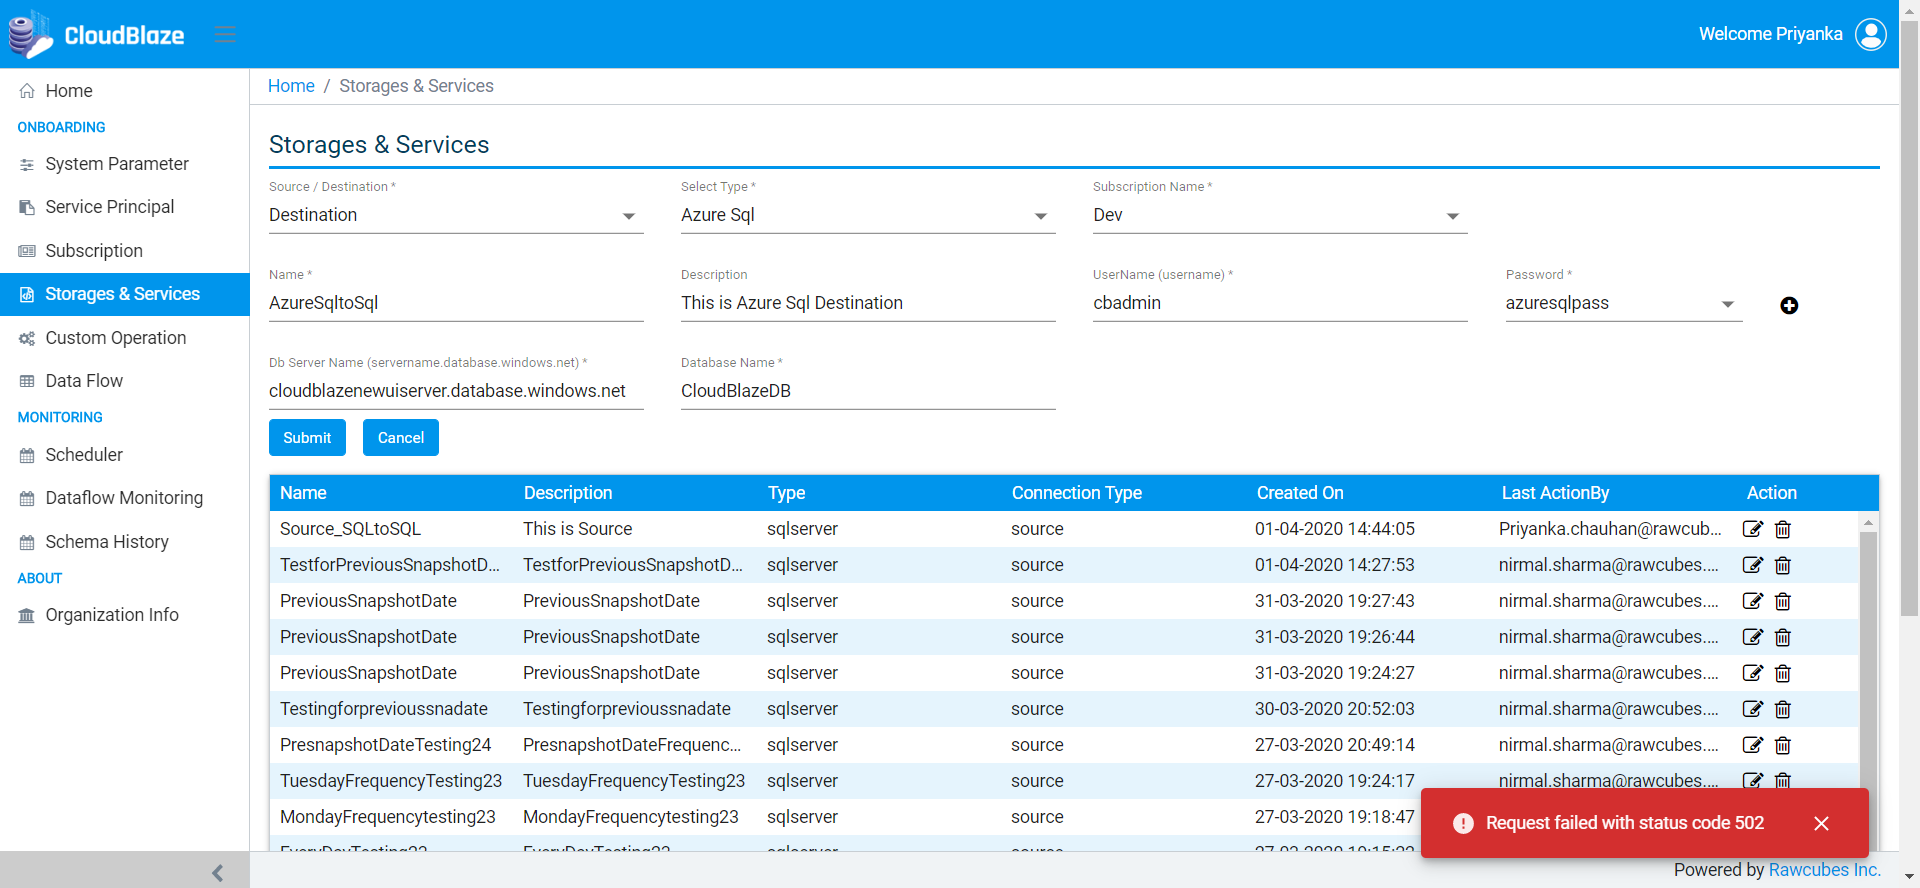 CloudBlaze
Welcome Priyanka
Home
ONBOARDING
System Parameter
Service Principal
Subscription
Storages & Services
Custom Operation
Data Flow
MONITORING
Scheduler
Dataflow Monitoring
Schema History
ABOUT
Organization Info
Home / Storages & Services
Storages & Services
Source / Destination * Select Type * Subscription Name *
Destination Azure Sql Dev
Name * Description UserName (username) * Password *
AzureSqltoSql This is Azure Sql Destination cbadmin azuresqlpass
Db Server Name (servername.database.windows.net) * Database Name *
cloudblazenewuiserver.database.windows.net CloudBlazeDB
Submit Cancel
Name Description Type Connection Type Created On Last ActionBy Action
Source_SQLtoSQL This is Source sqlserver source 01-04-2020 14:44:05 Priyanka.chauhan@rawcub...
TestforPreviousSnapshotD... TestforPreviousSnapshotD... sqlserver source 01-04-2020 14:27:53 nirmal.sharma@rawcubes....
PreviousSnapshotDate PreviousSnapshotDate sqlserver source 31-03-2020 19:27:43 nirmal.sharma@rawcubes....
PreviousSnapshotDate PreviousSnapshotDate sqlserver source 31-03-2020 19:26:44 nirmal.sharma@rawcubes....
PreviousSnapshotDate PreviousSnapshotDate sqlserver source 31-03-2020 19:24:27 nirmal.sharma@rawcubes....
Testingforprevioussnadate Testingforprevioussnadate sqlserver source 30-03-2020 20:52:03 nirmal.sharma@rawcubes....
PresnapshotDateTesting24 PresnapshotDateFrequenc... sqlserver source 27-03-2020 20:49:14 nirmal.sharma@rawcubes....
TuesdayFrequencyTesting23 TuesdayFrequencyTesting23 sqlserver source 27-03-2020 19:24:17 nirmal.sharma@rawcubes....
MondayFrequencytesting23 MondayFrequencytesting23 sqlserver source 27-03-2020 19:18:47
Request failed with status code 502
Powered by Rawcubes Inc.